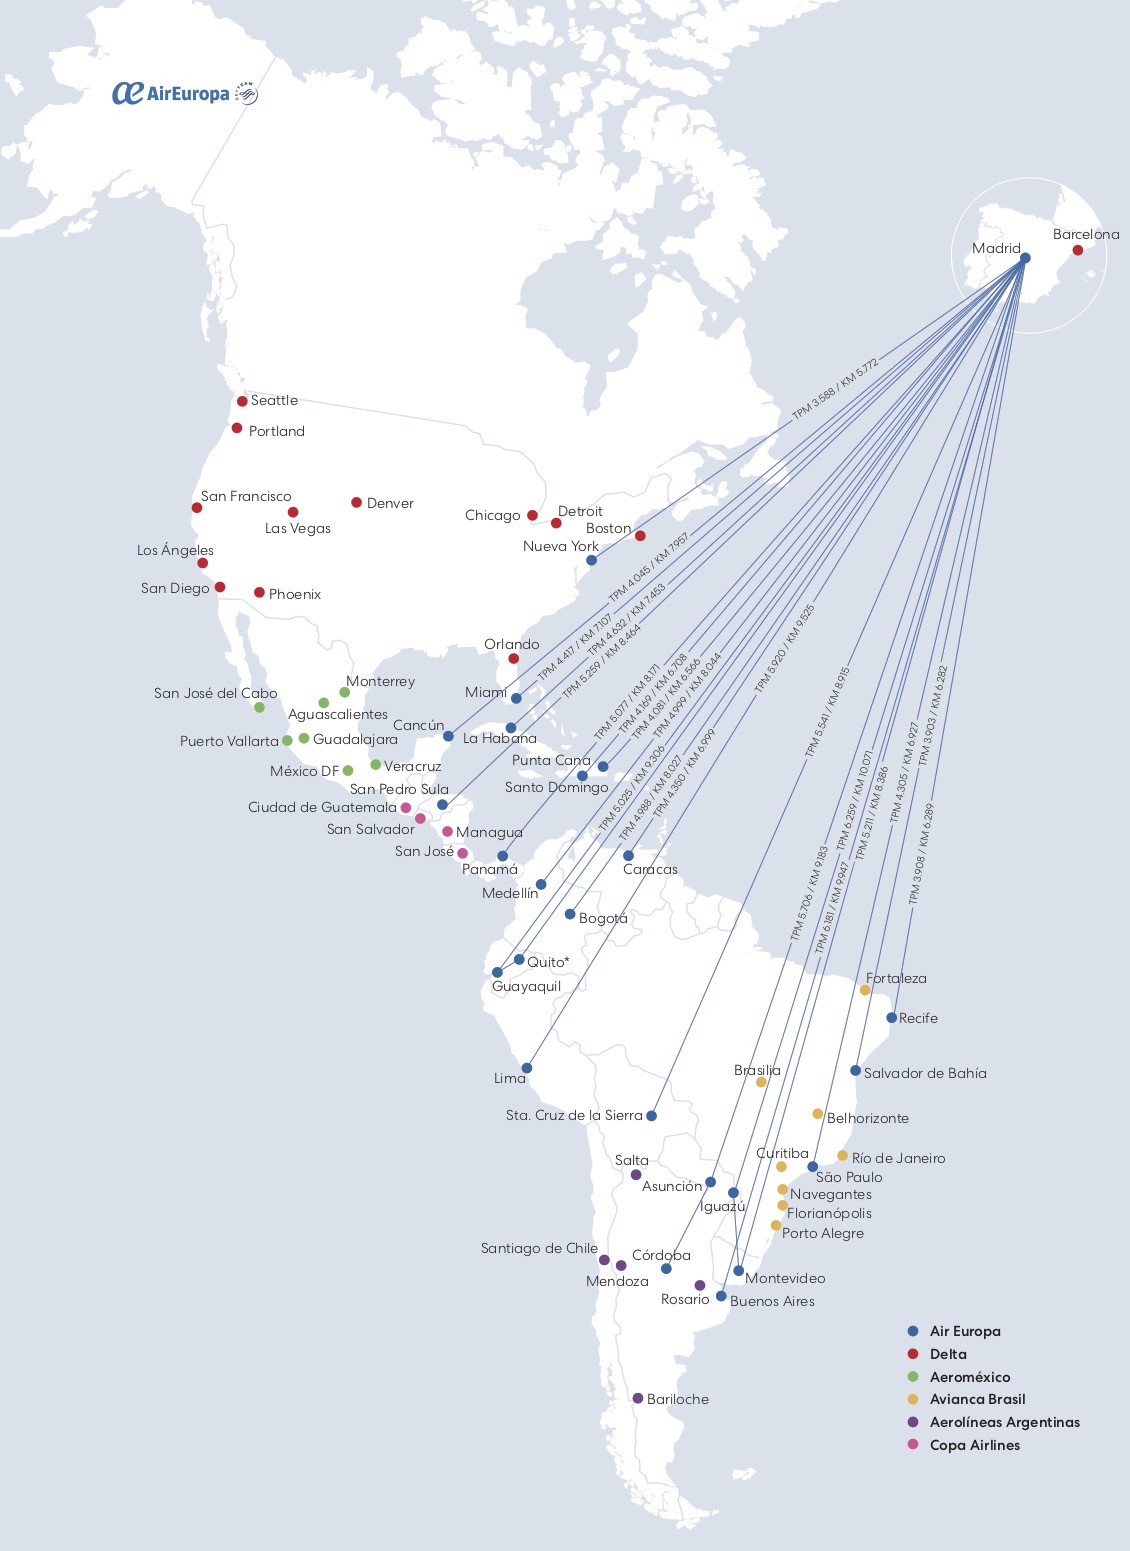 AirEuropa
Barcelona
Madrid
TPM 3.588 / KM 5.772
Seattle
Portland
San Francisco
Denver
Las Vegas
Chicago
Detroit
Boston
Nueva York
Los Ángeles
San Diego
Phoenix
TPM 4.045 / KM 7.957
TPM 4.417 / KM 7.107
TPM 4.632 / KM 7.453
TPM 5.259 / KM 8.464
TPM 5.077 / KM 8.171
TPM 4.169 / KM 6.708
TPM 4.081 / KM 6.566
TPM 4.999 / KM 8.044
TPM 5.025 / KM 9.306
TPM 4.988 / KM 8.027
TPM 4.350 / KM 6.999
TPM 5.920 / KM 9.525
TPM 5.541 / KM 8.915
TPM 5.706 / KM 9.183
TPM 6.259 / KM 10.071
TPM 6.181 / KM 9.947
TPM 5.211 / KM 8.386
TPM 4.305 / KM 6.927
TPM 3.903 / KM 6.282
TPM 3.908 / KM 6.289
Orlando
Monterrey
San José del Cabo
Miami
Aguascalientes
Cancún
La Habana
Puerto Vallarta
Guadalajara
Punta Cana
México DF
Veracruz
San Pedro Sula
Santo Domingo
Ciudad de Guatemala
San Salvador
Managua
San José
Panamá
Caracas
Medellín
Bogotá
Quito*
Guayaquil
Fortaleza
Recife
Lima
Brasilia
Salvador de Bahía
Sta. Cruz de la Sierra
Belhorizonte
Curitiba
Río de Janeiro
Salta
São Paulo
Asunción
Navegantes
Iguazú
Florianópolis
Porto Alegre
Santiago de Chile
Córdoba
Mendoza
Montevideo
Rosario
Buenos Aires
Bariloche
Air Europa
Delta
Aeroméxico
Avianca Brasil
Aerolíneas Argentinas
Copa Airlines